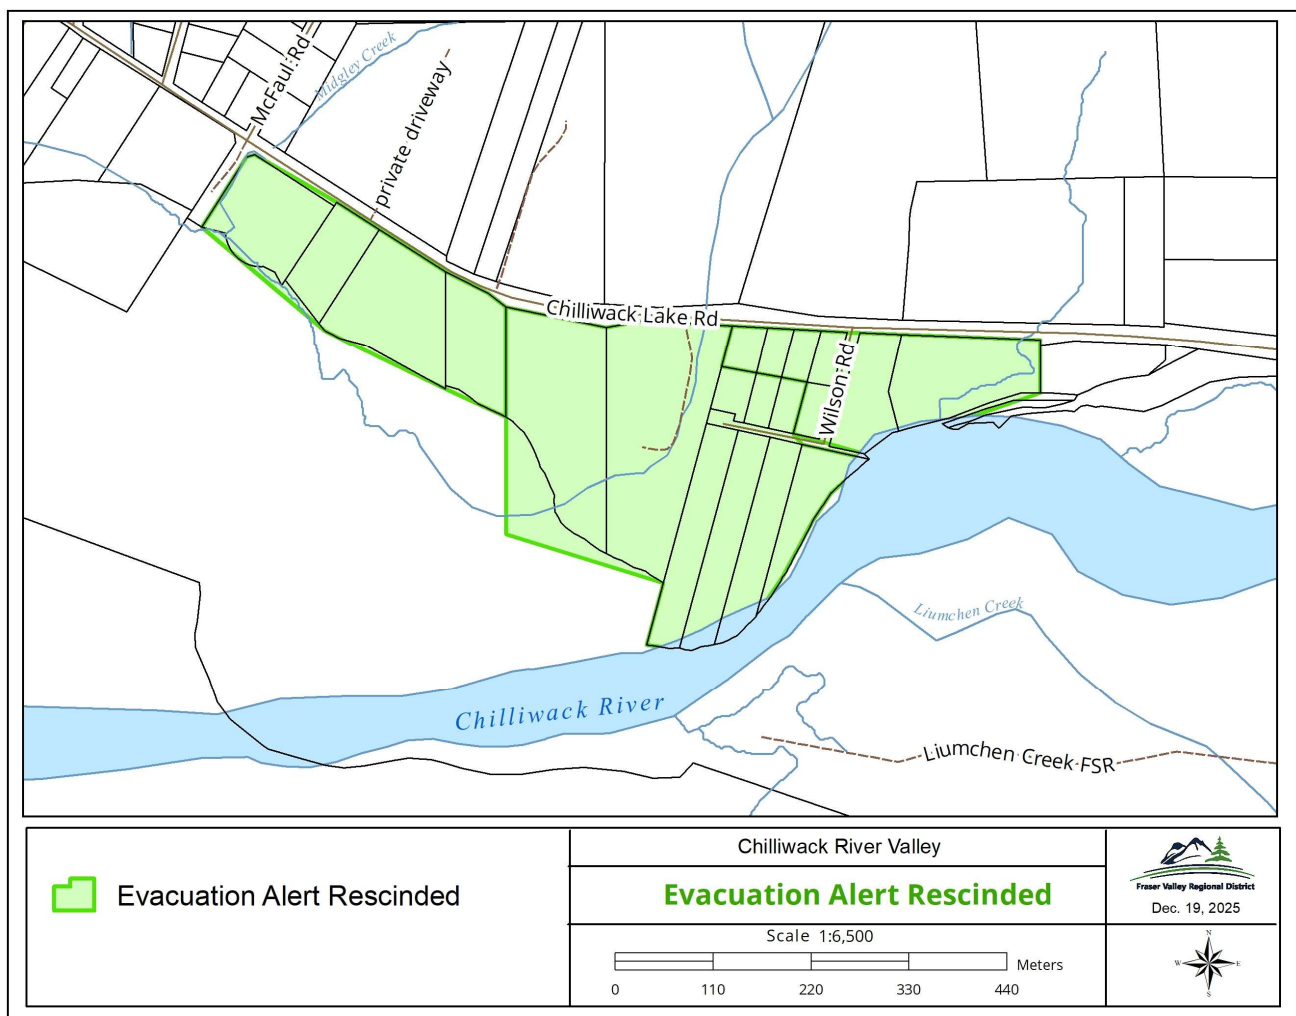 McFaul Rd
Midgley Creek
private driveway
Chilliwack Lake Rd
Wilson Rd
Liumchen Creek
Chilliwack River
Liumchen Creek FSR
Evacuation Alert Rescinded
Chilliwack River Valley
Evacuation Alert Rescinded
Scale 1:6,500
Meters
0 110 220 330 440
Fraser Valley Regional District
Dec. 19, 2025
N
W E
S